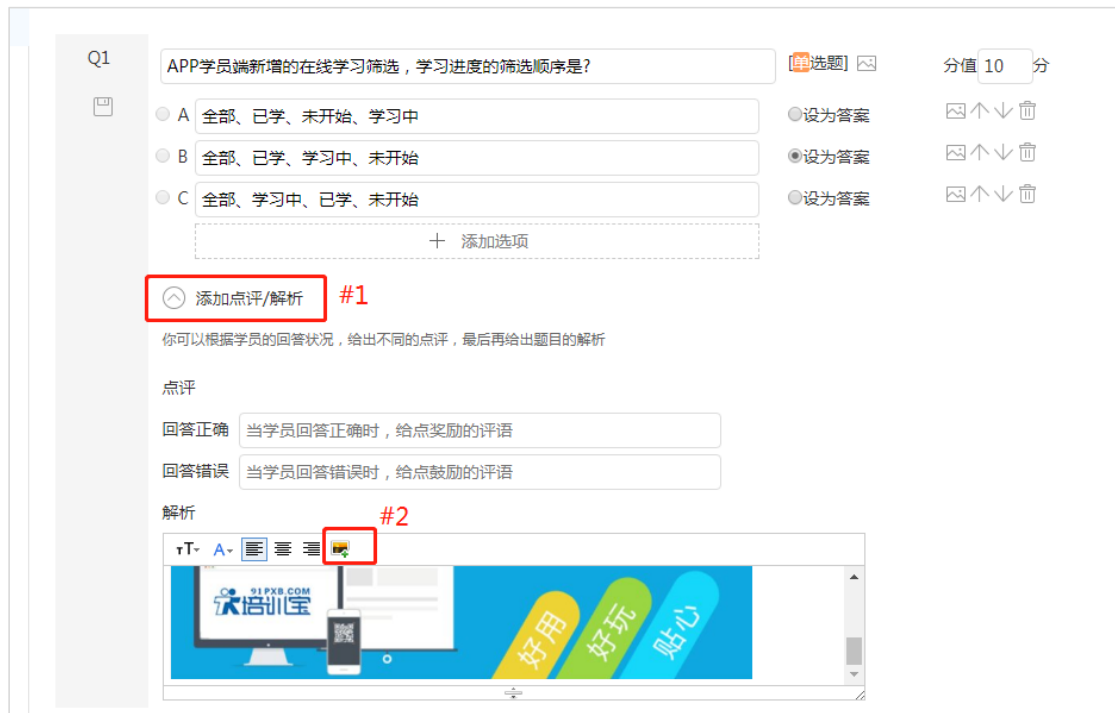 Q1 APP学员端新增的在线学习筛选，学习进度的筛选顺序是? [单选题] 分值 10 分
A 全部、已学、未开始、学习中 设为答案
B 全部、已学、学习中、未开始 设为答案
C 全部、学习中、已学、未开始 设为答案
添加选项
添加点评/解析 #1
你可以根据学员的回答状况，给出不同的点评，最后再给出题目的解析
点评
回答正确 当学员回答正确时，给点奖励的评语
回答错误 当学员回答错误时，给点鼓励的评语
解析
#2
тT A
91PXB.COM
培训宝
好用 好玩 贴心